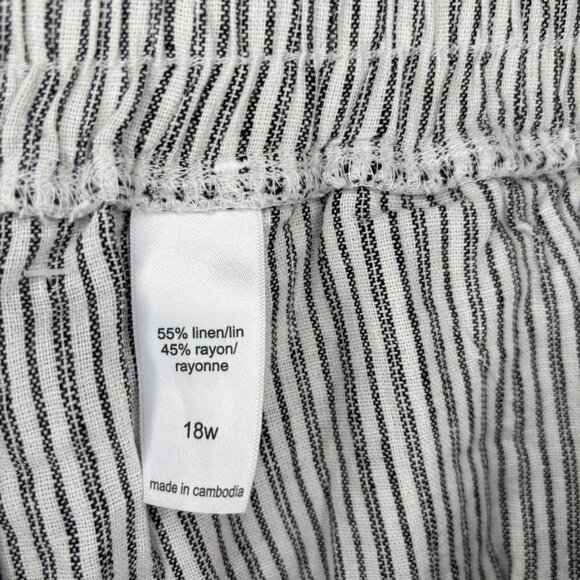 55% linen/lin
45% rayon/
rayonne
18w
made in cambodia